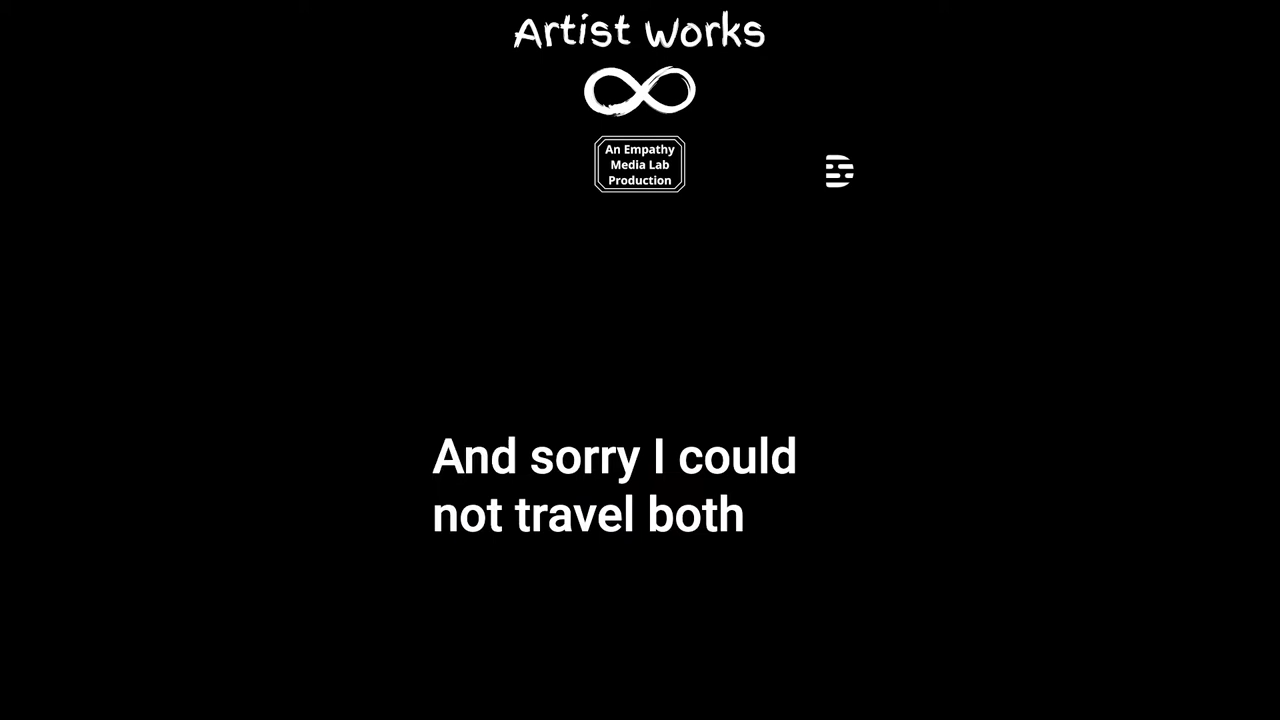 Artist Works
An Empathy
Media Lab
Production
And sorry I could
not travel both